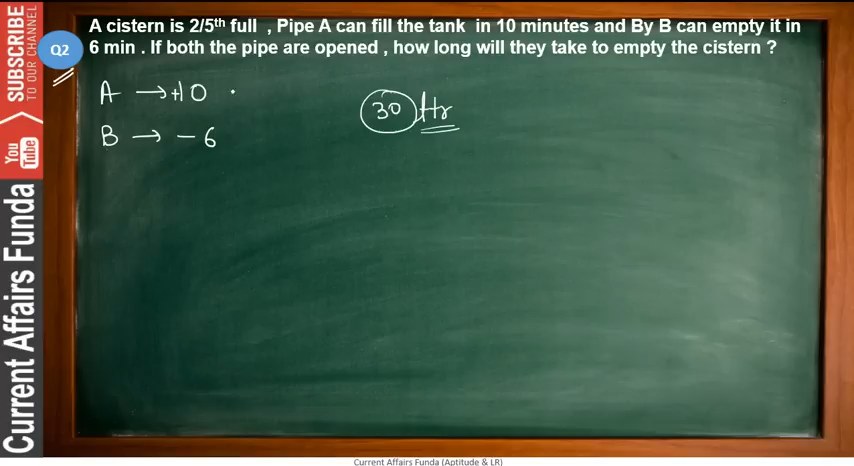 A cistern is 2/5th full , Pipe A can fill the tank in 10 minutes and By B can empty it in
6 min . If both the pipe are opened , how long will they take to empty the cistern ?
Q2
A → +10
B → - 6
30 Hr
SUBSCRIBE
TO OUR CHANNEL
You Tube
Current Affairs Funda
Current Affairs Funda (Aptitude & LR)